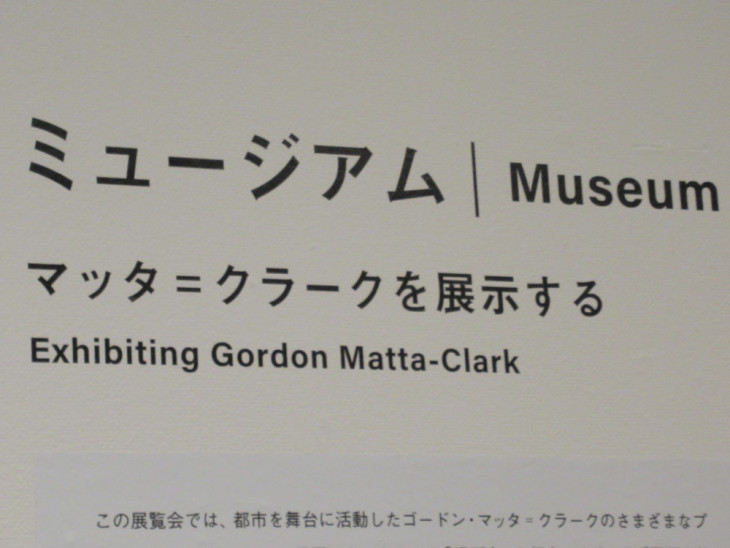 ミュージアム｜Museum
マッタ＝クラークを展示する
Exhibiting Gordon Matta-Clark
この展覧会では、都市を舞台に活動したゴードン・マッタ＝クラークのさまざまなプ